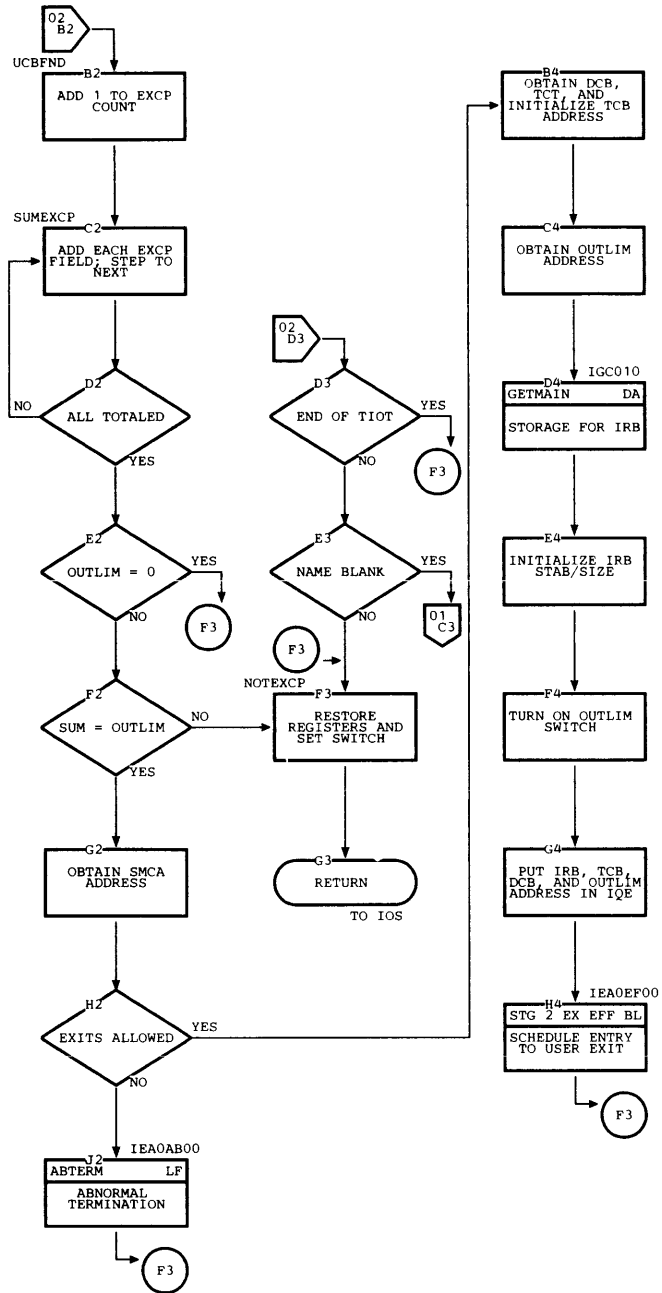 02
B2
UCBFND
B2
ADD 1 TO EXCP
COUNT
SUMEXCP
C2
ADD EACH EXCP
FIELD; STEP TO
NEXT
D2
NO
ALL TOTALED
YES
E2
OUTLIM = 0
YES
F3
NO
F2
SUM = OUTLIM
NO
YES
G2
OBTAIN SMCA
ADDRESS
H2
EXITS ALLOWED
YES
NO
IEA0AB00
J2
ABTERM LF
ABNORMAL
TERMINATION
F3
02
D3
D3
END OF TIOT
YES
F3
NO
E3
NAME BLANK
YES
01
C3
NO
F3
NOTEXCP
F3
RESTORE
REGISTERS AND
SET SWITCH
G3
RETURN
TO IOS
B4
OBTAIN DCB,
TCT, AND
INITIALIZE TCB
ADDRESS
C4
OBTAIN OUTLIM
ADDRESS
IGC010
D4
GETMAIN DA
STORAGE FOR IRB
E4
INITIALIZE IRB
STAB/SIZE
F4
TURN ON OUTLIM
SWITCH
G4
PUT IRB, TCB,
DCB, AND OUTLIM
ADDRESS IN IQE
IEA0EF00
H4
STG 2 EX EFF BL
SCHEDULE ENTRY
TO USER EXIT
F3